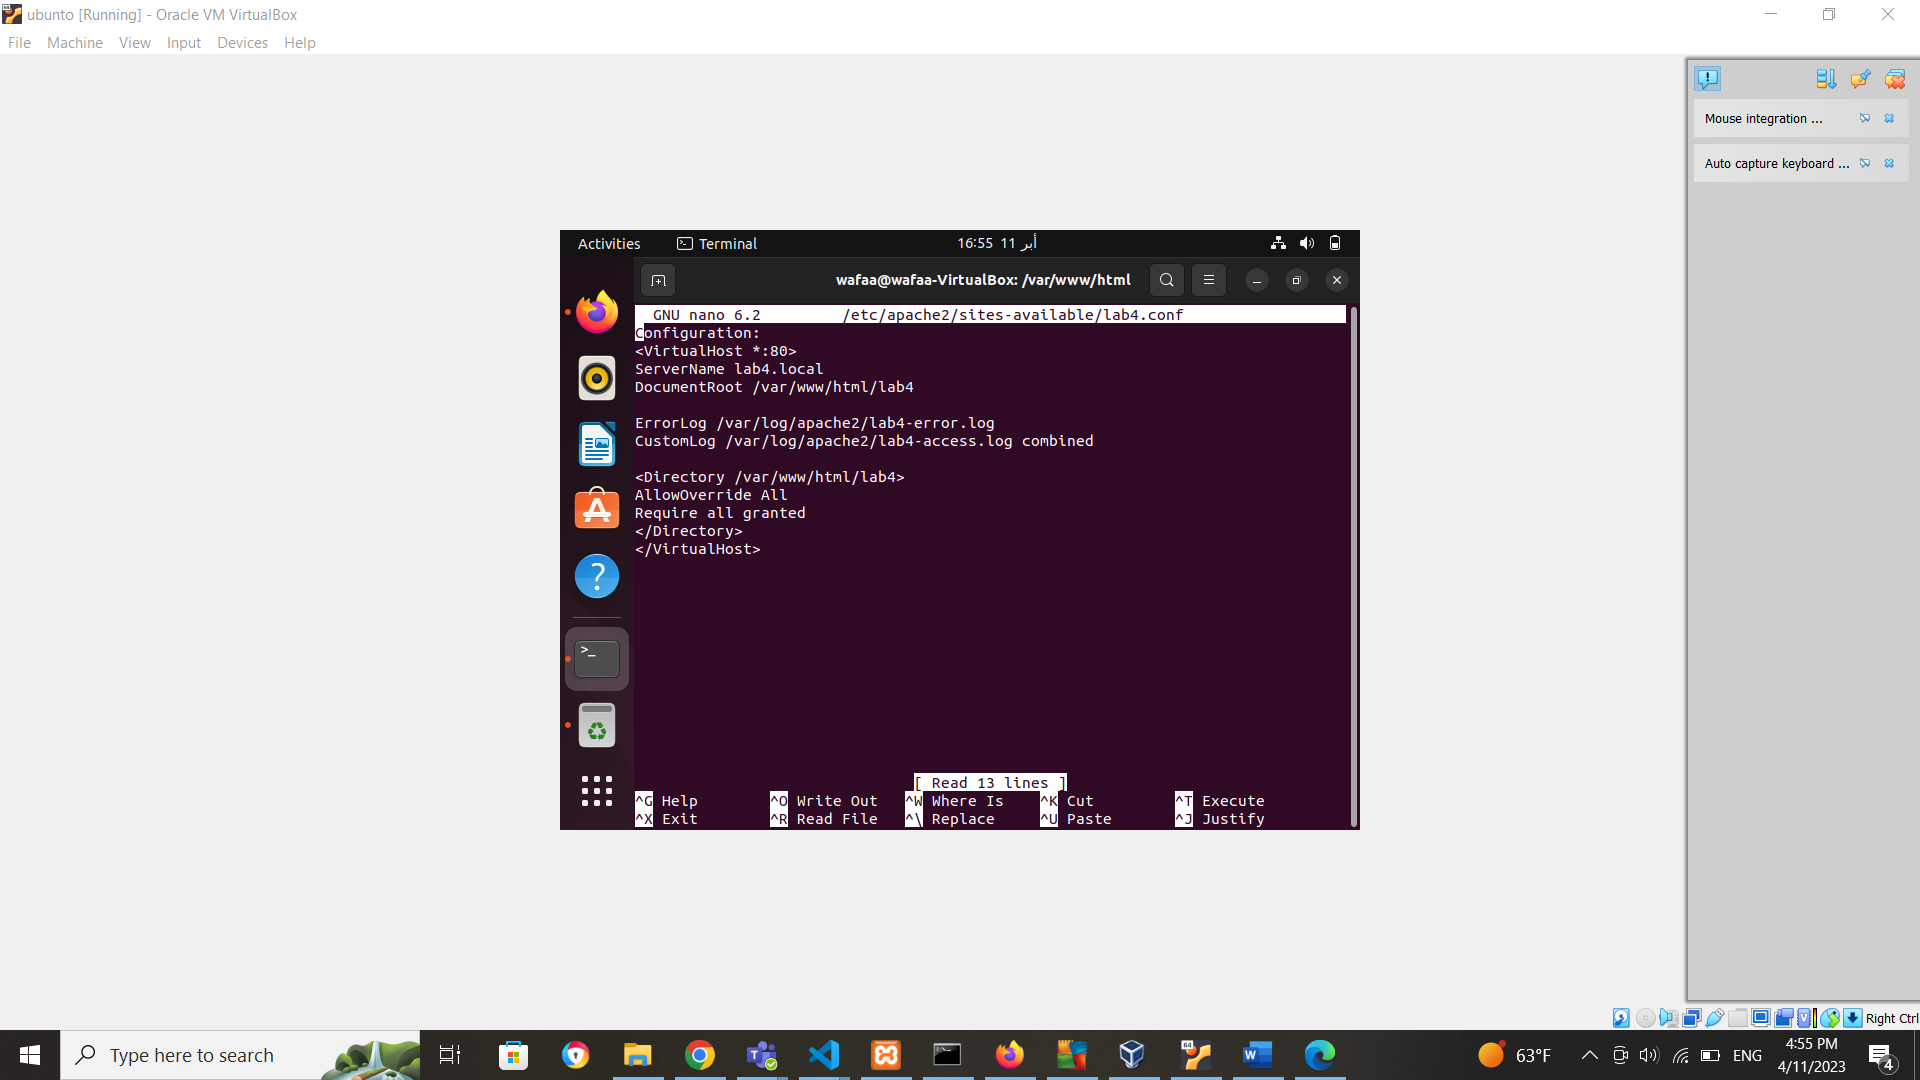 ubunto [Running] - Oracle VM VirtualBox
File Machine View Input Devices Help
Mouse integration ...
Auto capture keyboard ...
Activities Terminal 16:55 11 أبر
wafaa@wafaa-VirtualBox: /var/www/html
GNU nano 6.2 /etc/apache2/sites-available/lab4.conf
Configuration:
<VirtualHost *:80>
ServerName lab4.local
DocumentRoot /var/www/html/lab4
ErrorLog /var/log/apache2/lab4-error.log
CustomLog /var/log/apache2/lab4-access.log combined
<Directory /var/www/html/lab4>
AllowOverride All
Require all granted
</Directory>
</VirtualHost>
[ Read 13 lines ]
^G Help ^O Write Out ^W Where Is ^K Cut ^T Execute
^X Exit ^R Read File ^\ Replace ^U Paste ^J Justify
Right Ctrl
Type here to search
63°F
ENG
4:55 PM
4/11/2023
4